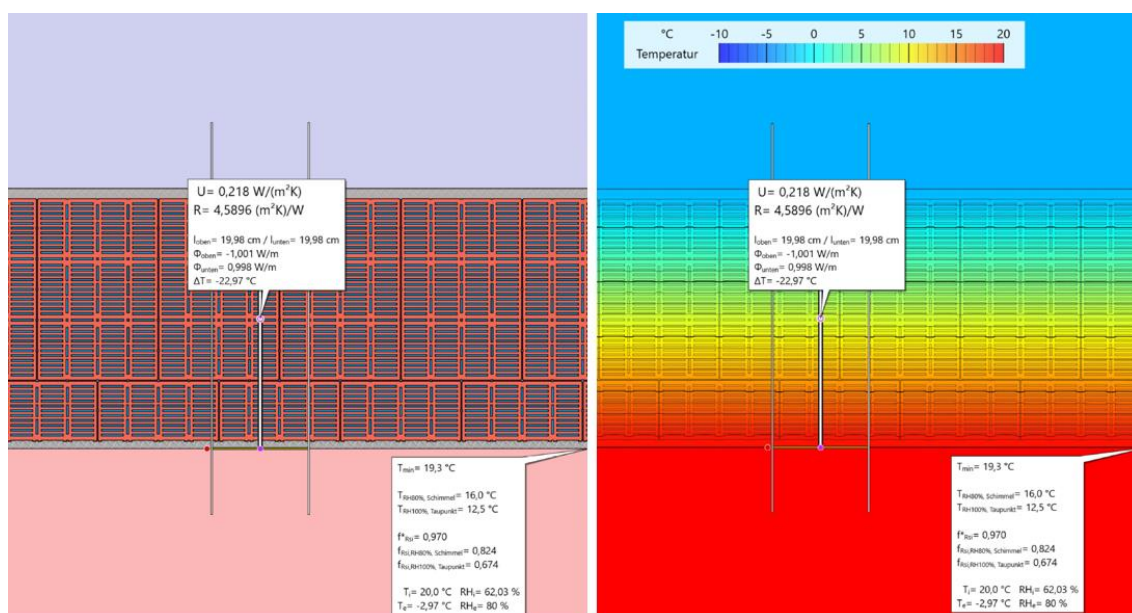 U= 0,218 W/(m²K)
R= 4,5896 (m²K)/W
l_oben= 19,98 cm / l_unten= 19,98 cm
Φ_oben= -1,001 W/m
Φ_unten= 0,998 W/m
ΔT= -22,97 °C
T_min= 19,3 °C
T_RH80%, Schimmel= 16,0 °C
T_RH100%, Taupunkt= 12,5 °C
f*_Rsi= 0,970
f_Rsi,RH80%, Schimmel= 0,824
f_Rsi,RH100%, Taupunkt= 0,674
T_i= 20,0 °C RH_i= 62,03 %
T_e= -2,97 °C RH_e= 80 %
°C -10 -5 0 5 10 15 20
Temperatur
U= 0,218 W/(m²K)
R= 4,5896 (m²K)/W
l_oben= 19,98 cm / l_unten= 19,98 cm
Φ_oben= -1,001 W/m
Φ_unten= 0,998 W/m
ΔT= -22,97 °C
T_min= 19,3 °C
T_RH80%, Schimmel= 16,0 °C
T_RH100%, Taupunkt= 12,5 °C
f*_Rsi= 0,970
f_Rsi,RH80%, Schimmel= 0,824
f_Rsi,RH100%, Taupunkt= 0,674
T_i= 20,0 °C RH_i= 62,03 %
T_e= -2,97 °C RH_e= 80 %